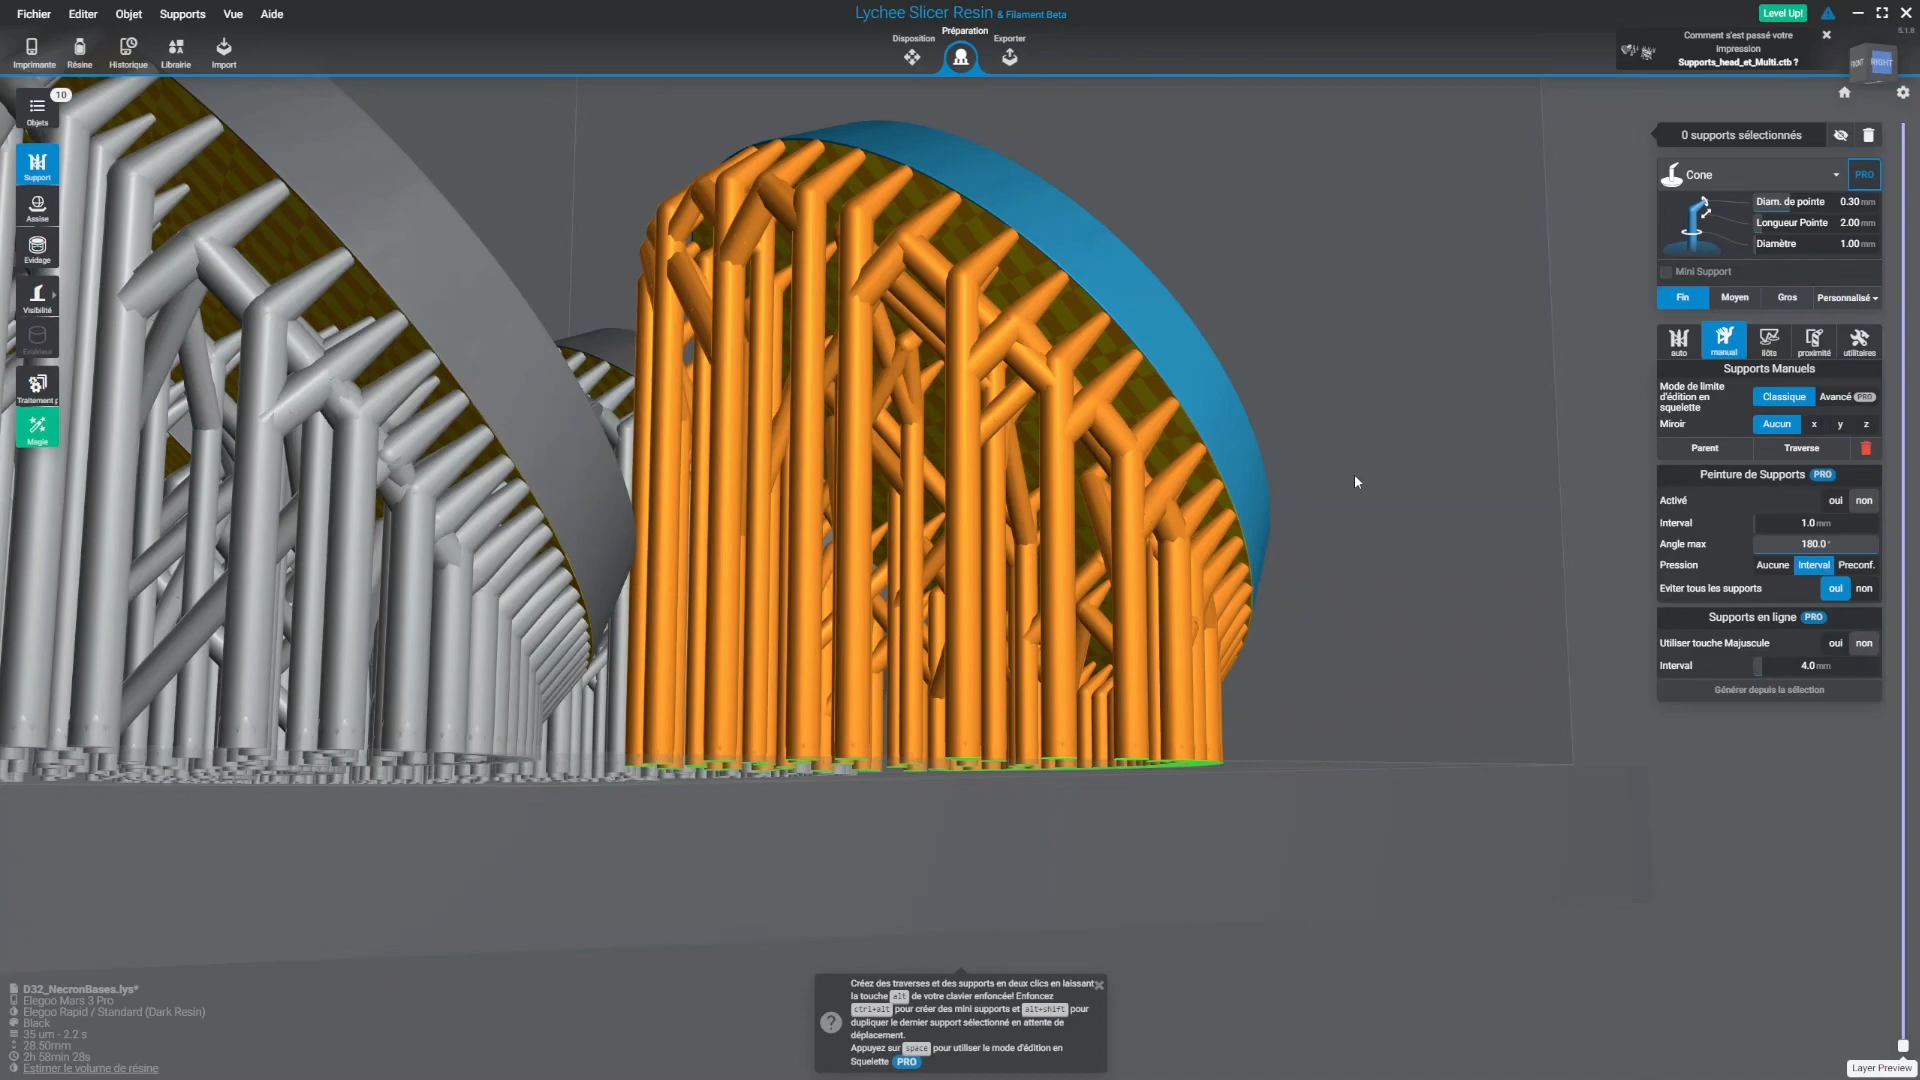 Fichier Editer Objet Supports Vue Aide
Lychee Slicer Resin & Filament Beta
Level Up!
5.1.8
Imprimante Résine Historique Librairie Import
Disposition Préparation Exporter
Comment s'est passé votre
impression
Supports_head_et_Multi.ctb ?
FRONT RIGHT
10
Objets
Support
Assise
Evidage
Visibilité
Traitement p
Magie
0 supports sélectionnés
Cone PRO
Diam. de pointe 0.30 mm
Longueur Pointe 2.00 mm
Diamètre 1.00 mm
Mini Support
Fin Moyen Gros Personnalisé
auto manual îlots proximité utilitaires
Supports Manuels
Mode de limite
d'édition en
squelette
Classique Avancé PRO
Miroir Aucun x y z
Parent Traverse
Peinture de Supports PRO
Activé oui non
Interval 1.0 mm
Angle max 180.0 °
Pression Aucune Interval Preconf.
Eviter tous les supports oui non
Supports en ligne PRO
Utiliser touche Majuscule oui non
Interval 4.0 mm
Générer depuis la sélection
D32_NecronBases.lys*
Elegoo Mars 3 Pro
Elegoo Rapid / Standard (Dark Resin)
Black
35 um - 2.2 s
28.50mm
2h 58min 28s
Estimer le volume de résine
Créez des traverses et des supports en deux clics en laissant
la touche alt de votre clavier enfoncée! Enfoncez
ctrl+alt pour créer des mini supports et alt+shift pour
dupliquer le dernier support sélectionné en attente de
déplacement.
Appuyez sur space pour utiliser le mode d'édition en
Squelette PRO
Layer Preview